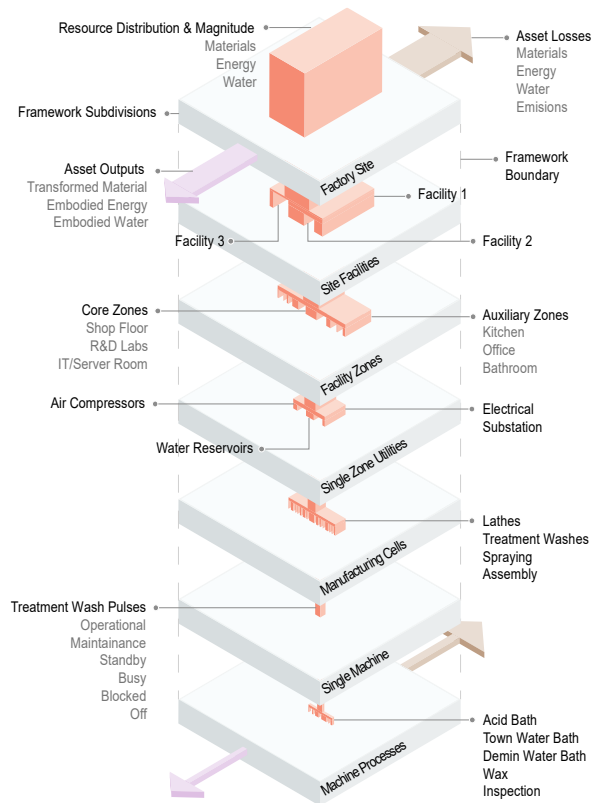 Resource Distribution & Magnitude
Materials
Energy
Water
Asset Losses
Materials
Energy
Water
Emisions
Framework Subdivisions
Factory Site
Framework
Boundary
Asset Outputs
Transformed Material
Embodied Energy
Embodied Water
Facility 1
Facility 3
Facility 2
Site Facilities
Core Zones
Shop Floor
R&D Labs
IT/Server Room
Auxiliary Zones
Kitchen
Office
Bathroom
Facility Zones
Air Compressors
Electrical
Substation
Water Reservoirs
Single Zone Utilities
Lathes
Treatment Washes
Spraying
Assembly
Manufacturing Cells
Treatment Wash Pulses
Operational
Maintainance
Standby
Busy
Blocked
Off
Single Machine
Acid Bath
Town Water Bath
Demin Water Bath
Wax
Inspection
Machine Processes